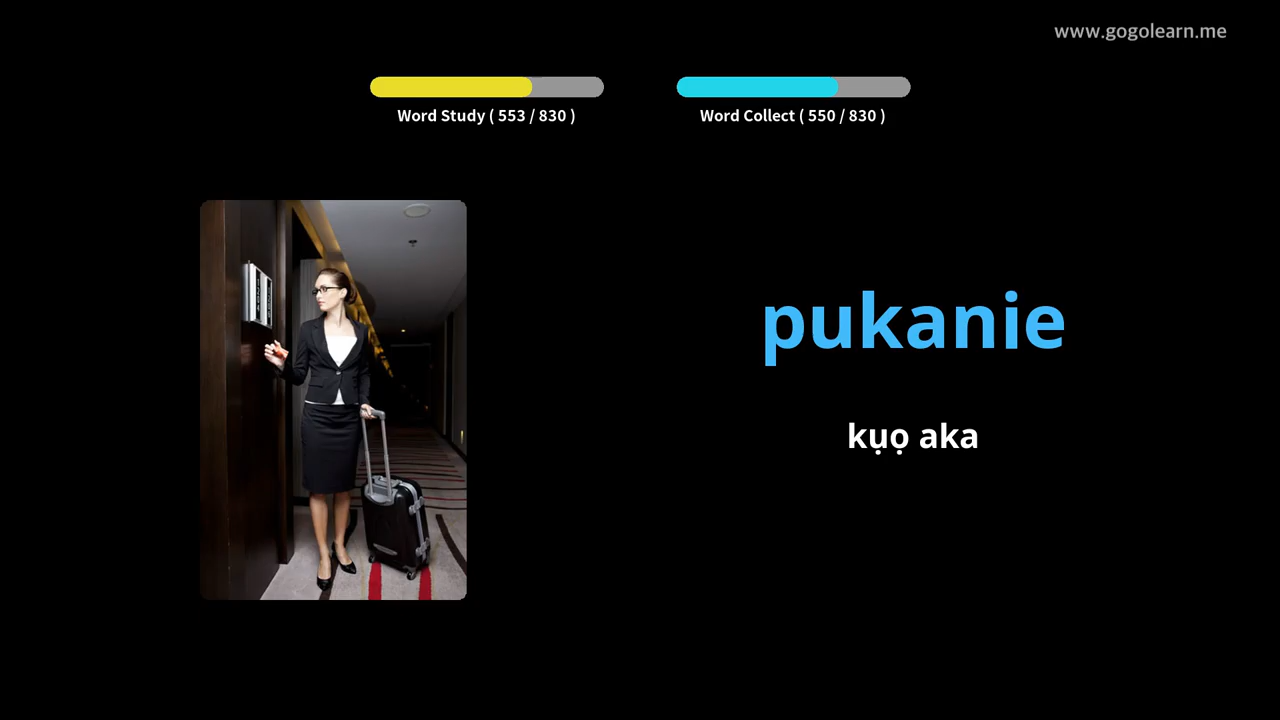 www.gogolearn.me
Word Study ( 553 / 830 )
Word Collect ( 550 / 830 )
pukanie
kụọ aka